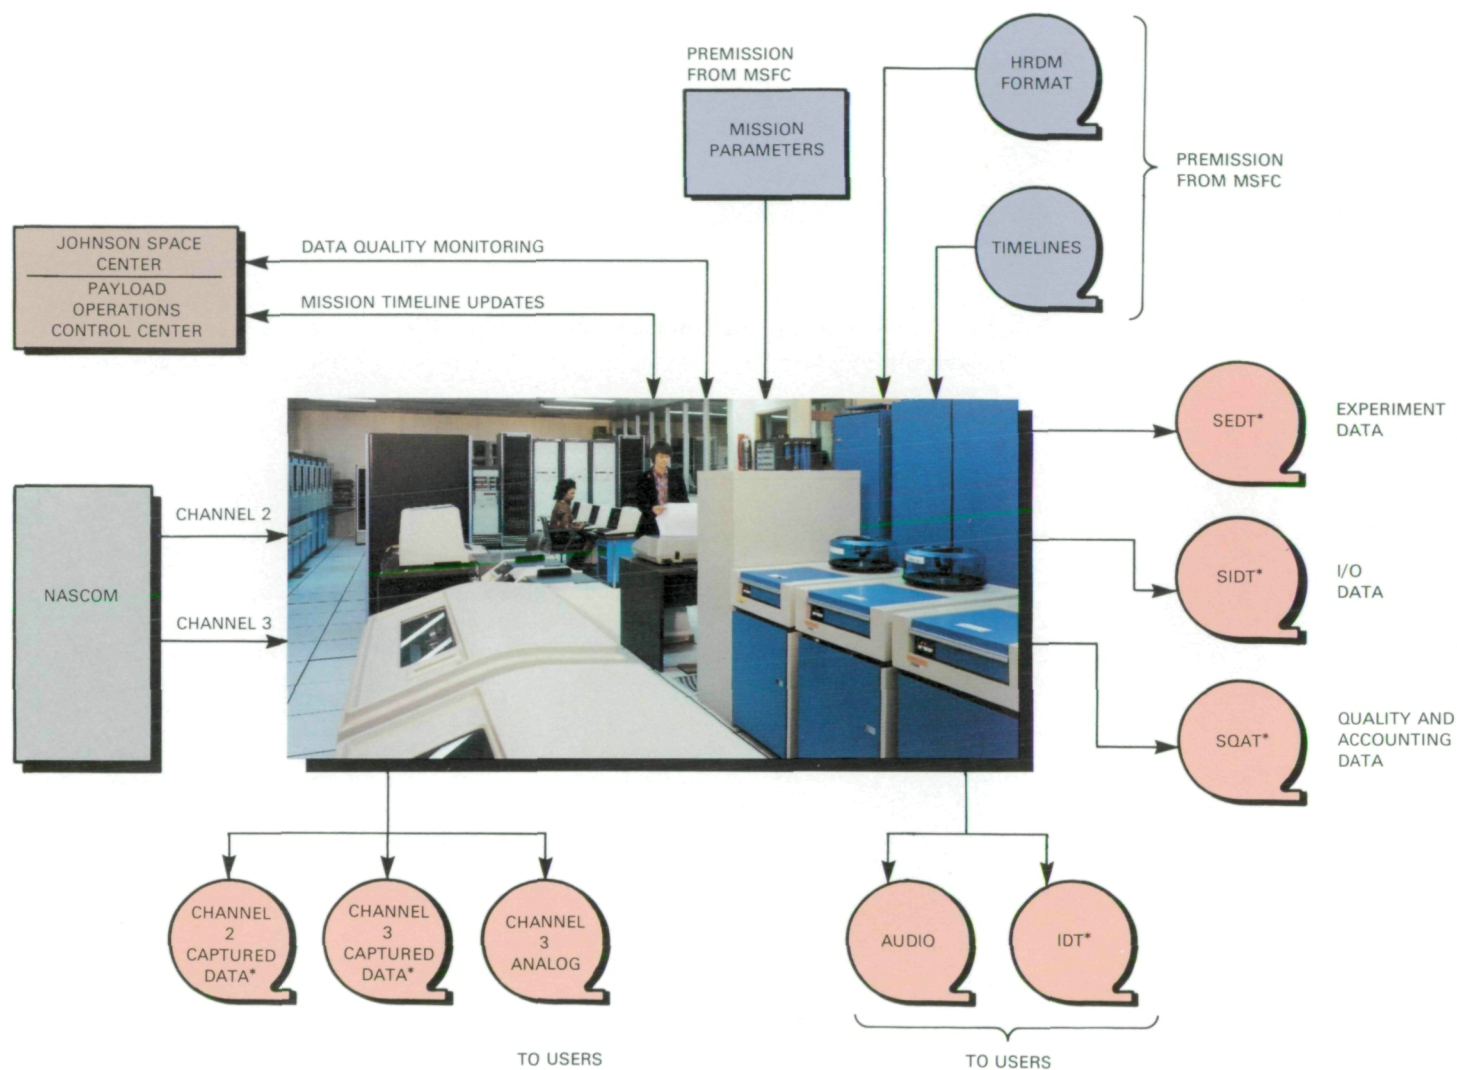 PREMISSION
FROM MSFC
MISSION
PARAMETERS
HRDM
FORMAT
TIMELINES
PREMISSION
FROM MSFC
JOHNSON SPACE
CENTER
PAYLOAD
OPERATIONS
CONTROL CENTER
DATA QUALITY MONITORING
MISSION TIMELINE UPDATES
NASCOM
CHANNEL 2
CHANNEL 3
SEDT*
EXPERIMENT
DATA
SIDT*
I/O
DATA
SQAT*
QUALITY AND
ACCOUNTING
DATA
CHANNEL
2
CAPTURED
DATA*
CHANNEL
3
CAPTURED
DATA*
CHANNEL
3
ANALOG
AUDIO
IDT*
TO USERS
TO USERS